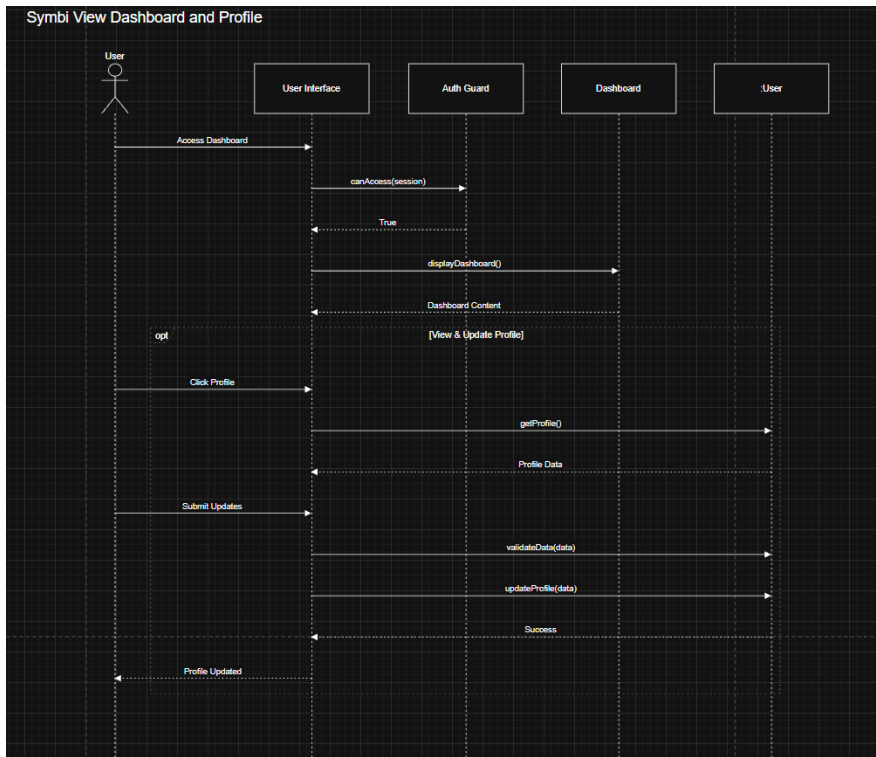 Symbi View Dashboard and Profile
User
User Interface
Auth Guard
Dashboard
:User
Access Dashboard
canAccess(session)
True
displayDashboard()
Dashboard Content
opt
[View & Update Profile]
Click Profile
getProfile()
Profile Data
Submit Updates
validateData(data)
updateProfile(data)
Success
Profile Updated